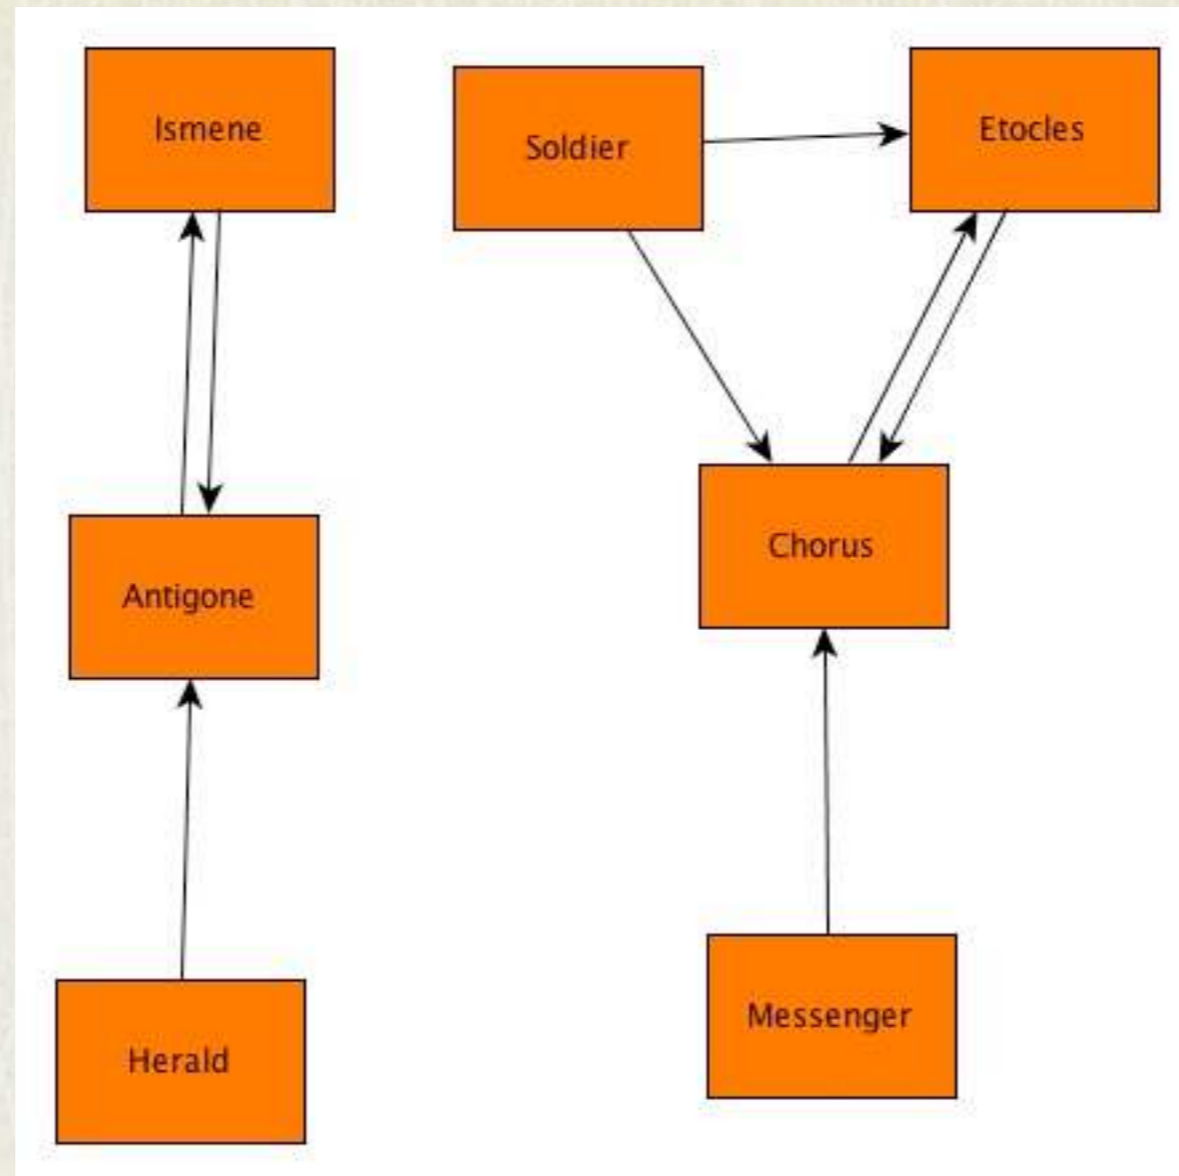 Ismene
Soldier
Etocles
Chorus
Antigone
Messenger
Herald